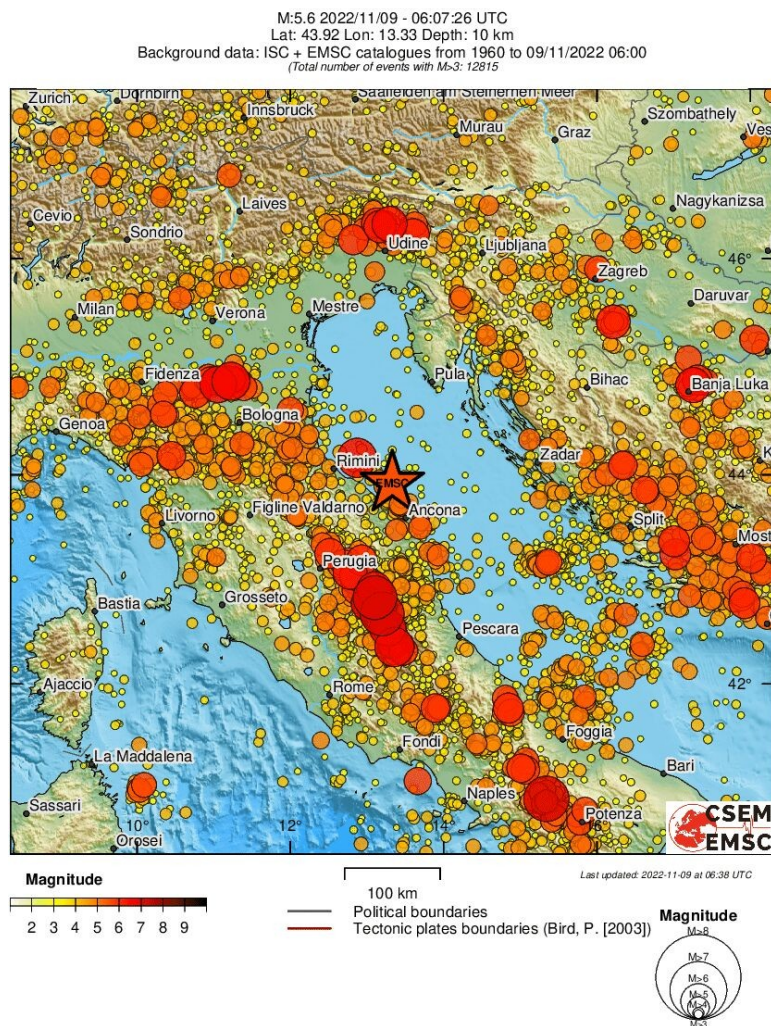 M:5.6 2022/11/09 - 06:07:26 UTC
Lat: 43.92 Lon: 13.33 Depth: 10 km
Background data: ISC + EMSC catalogues from 1960 to 09/11/2022 06:00
(Total number of events with M>3: 12815
Zurich
Dornbirn
Innsbruck
Saalfelden am Steinernen Meer
Murau
Graz
Szombathely
Ves
Cevio
Sondrio
Laives
Udine
Ljubljana
Nagykanizsa
46°
Zagreb
Daruvar
Milan
Verona
Mestre
Fidenza
Pula
Bihac
Banja Luka
Genoa
Bologna
Rimini
Zadar
K
44°
EMSC
Livorno
Figline Valdarno
Ancona
Split
Most
Perugia
Bastia
Grosseto
Pescara
Ajaccio
Rome
42°
Fondi
Foggia
La Maddalena
Bari
Naples
Sassari
10°
12°
14°
16°
Potenza
Orosei
CSEM
EMSC
Magnitude
2 3 4 5 6 7 8 9
100 km
Last updated: 2022-11-09 at 06:38 UTC
Political boundaries
Tectonic plates boundaries (Bird, P. [2003])
Magnitude
M>8
M>7
M>6
M>5
M>4
M>3